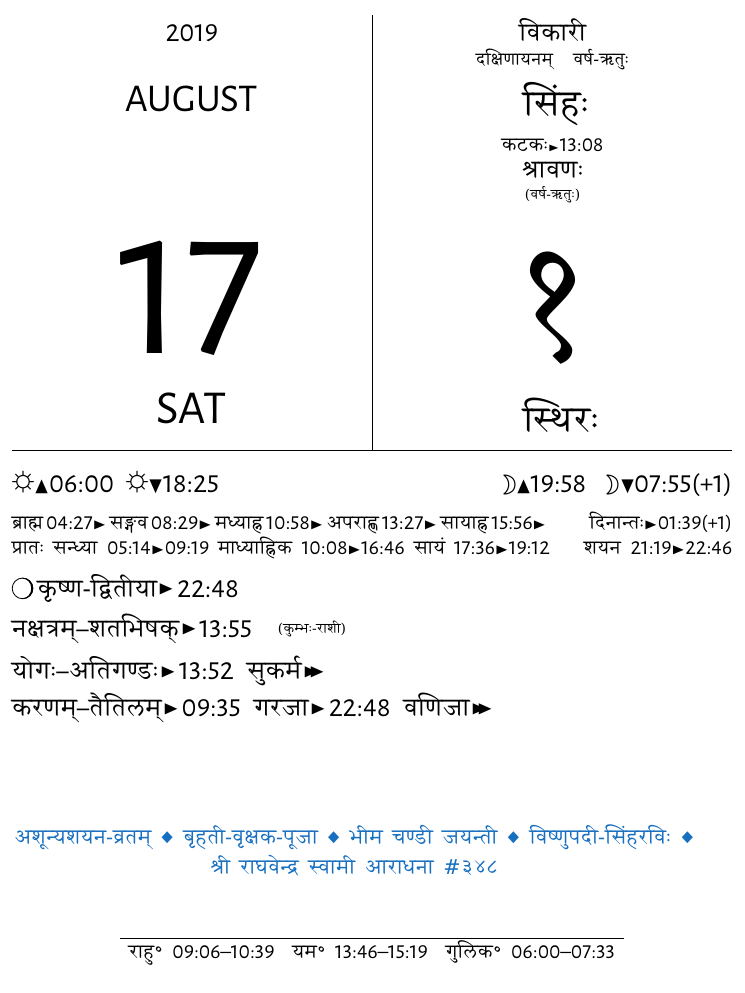 2019
AUGUST
17
SAT
विकारी
दक्षिणायनम् वर्ष-ऋतुः
सिंहः
कटकः►13:08
श्रावणः
(वर्ष-ऋतुः)
१
स्थिरः
☼▲06:00 ☼▼18:25 ☽▲19:58 ☽▼07:55(+1)
ब्राह्म 04:27► सङ्गव 08:29► मध्याह्न 10:58► अपराह्ण 13:27► सायाह्न 15:56► दिनान्तः►01:39(+1)
प्रातः सन्ध्या 05:14►09:19 माध्याह्निक 10:08►16:46 सायं 17:36►19:12 शयन 21:19►22:46
❍ कृष्ण-द्वितीया► 22:48
नक्षत्रम्–शतभिषक्►13:55 (कुम्भः-राशी)
योगः–अतिगण्डः►13:52 सुकर्म►►
करणम्–तैतिलम्► 09:35 गरजा► 22:48 वणिजा►►
अशून्यशयन-व्रतम् ◆ बृहती-वृक्षक-पूजा ◆ भीम चण्डी जयन्ती ◆ विष्णुपदी-सिंहरविः ◆
श्री राघवेन्द्र स्वामी आराधना #३४८
राहु° 09:06–10:39 यम° 13:46–15:19 गुलिक° 06:00–07:33